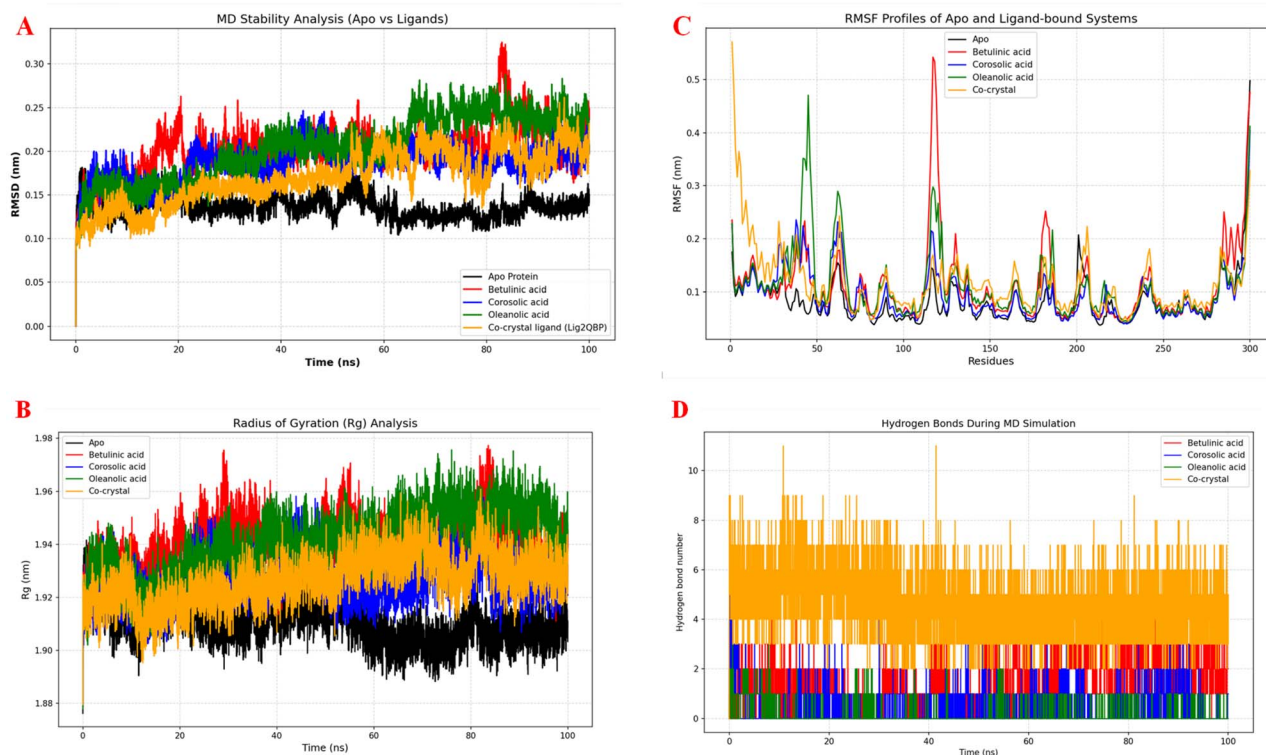 A
MD Stability Analysis (Apo vs Ligands)
RMSD (nm)
0.30
0.25
0.20
0.15
0.10
0.05
0.00
Apo Protein
Betulinic acid
Corosolic acid
Oleanolic acid
Co-crystal ligand (Lig2QBP)
0 20 40 60 80 100
Time (ns)
C
RMSF Profiles of Apo and Ligand-bound Systems
Apo
Betulinic acid
Corosolic acid
Oleanolic acid
Co-crystal
RMSF (nm)
0.5
0.4
0.3
0.2
0.1
0 50 100 150 200 250 300
Residues
B
Radius of Gyration (Rg) Analysis
Apo
Betulinic acid
Corosolic acid
Oleanolic acid
Co-crystal
Rg (nm)
1.98
1.96
1.94
1.92
1.90
1.88
0 20 40 60 80 100
Time (ns)
D
Hydrogen Bonds During MD Simulation
Betulinic acid
Corosolic acid
Oleanolic acid
Co-crystal
Hydrogen bond number
10
8
6
4
2
0
0 20 40 60 80 100
Time (ns)